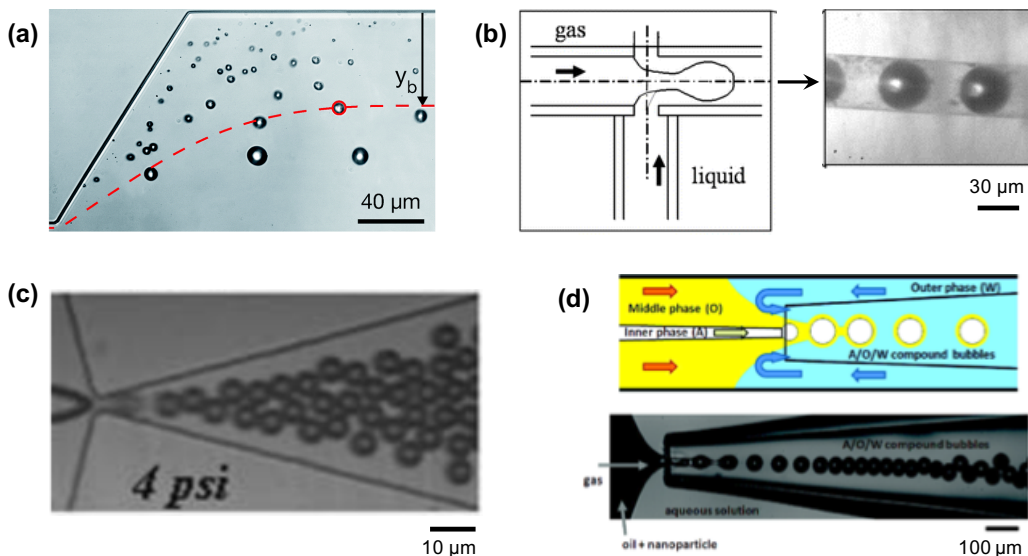 (a)
y_b
40 μm
(b)
gas
liquid
30 μm
(c)
4 psi
10 μm
(d)
Outer phase (W)
Middle phase (O)
Inner phase (A)
A/O/W compound bubbles
A/O/W compound bubbles
gas
aqueous solution
oil + nanoparticle
100 μm